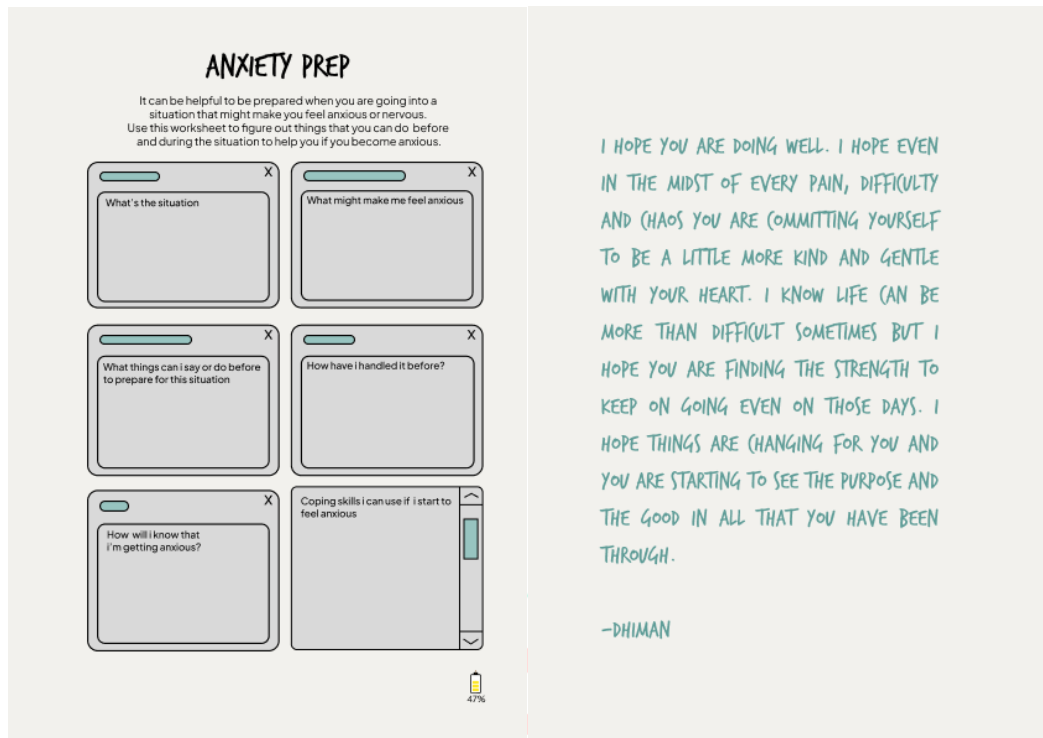 ANXIETY PREP
It can be helpful to be prepared when you are going into a
situation that might make you feel anxious or nervous.
Use this worksheet to figure out things that you can do before
and during the situation to help you if you become anxious.
X
What's the situation
X
What might make me feel anxious
X
What things can i say or do before
to prepare for this situation
X
How have i handled it before?
X
How will i know that
i'm getting anxious?
Coping skills i can use if i start to
feel anxious
47%
I HOPE YOU ARE DOING WELL. I HOPE EVEN
IN THE MIDST OF EVERY PAIN, DIFFICULTY
AND CHAOS YOU ARE COMMITTING YOURSELF
TO BE A LITTLE MORE KIND AND GENTLE
WITH YOUR HEART. I KNOW LIFE CAN BE
MORE THAN DIFFICULT SOMETIMES BUT I
HOPE YOU ARE FINDING THE STRENGTH TO
KEEP ON GOING EVEN ON THOSE DAYS. I
HOPE THINGS ARE CHANGING FOR YOU AND
YOU ARE STARTING TO SEE THE PURPOSE AND
THE GOOD IN ALL THAT YOU HAVE BEEN
THROUGH.
-DHIMAN